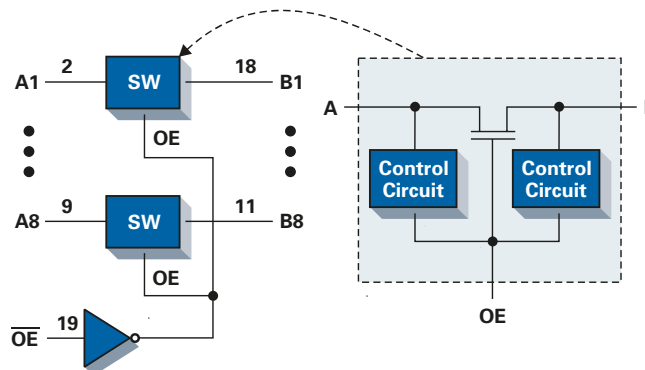 A1 2 SW 18 B1
OE
A8 9 SW 11 B8
OE
OE 19
A
Control Circuit
Control Circuit
OE